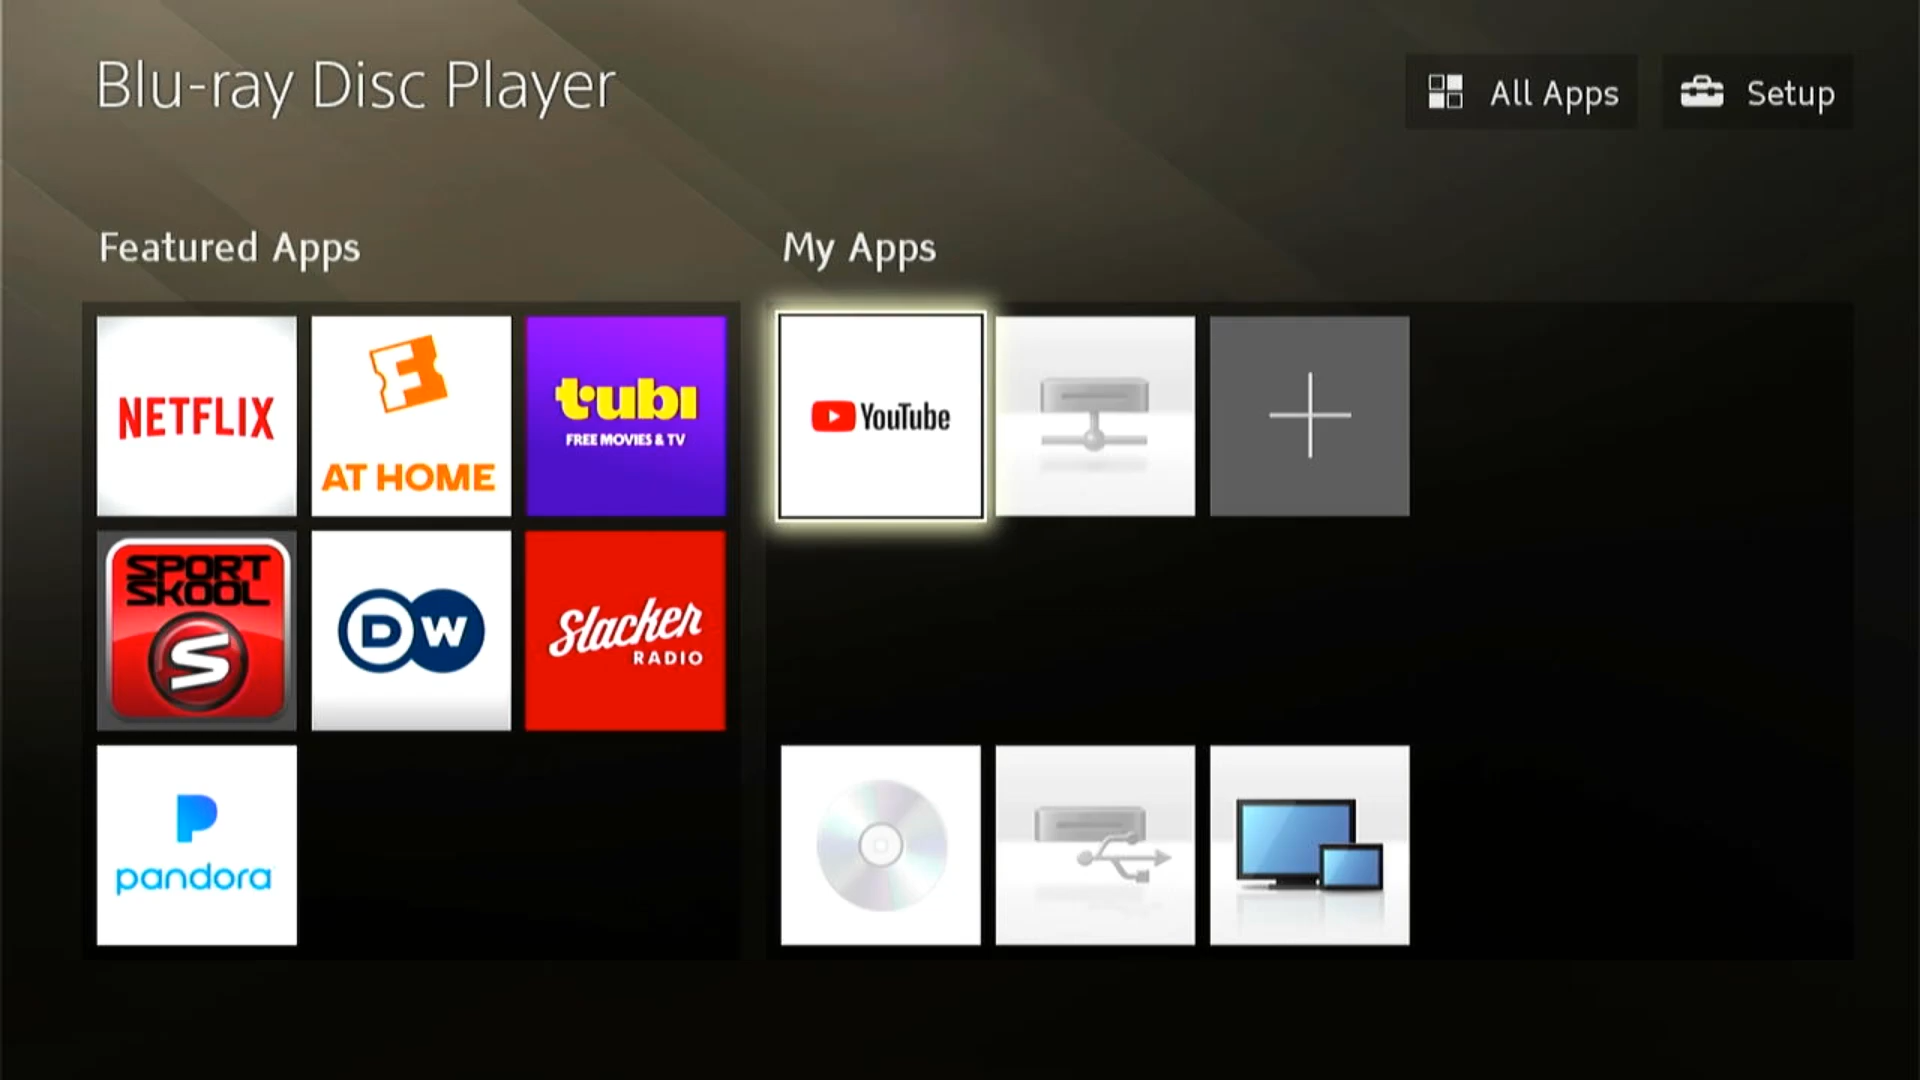 Blu-ray Disc Player
All Apps
Setup
Featured Apps
My Apps
NETFLIX
F
AT HOME
tubi
FREE MOVIES & TV
YouTube
SPORT
SKOOL
S
DW
Slacker
RADIO
P
pandora